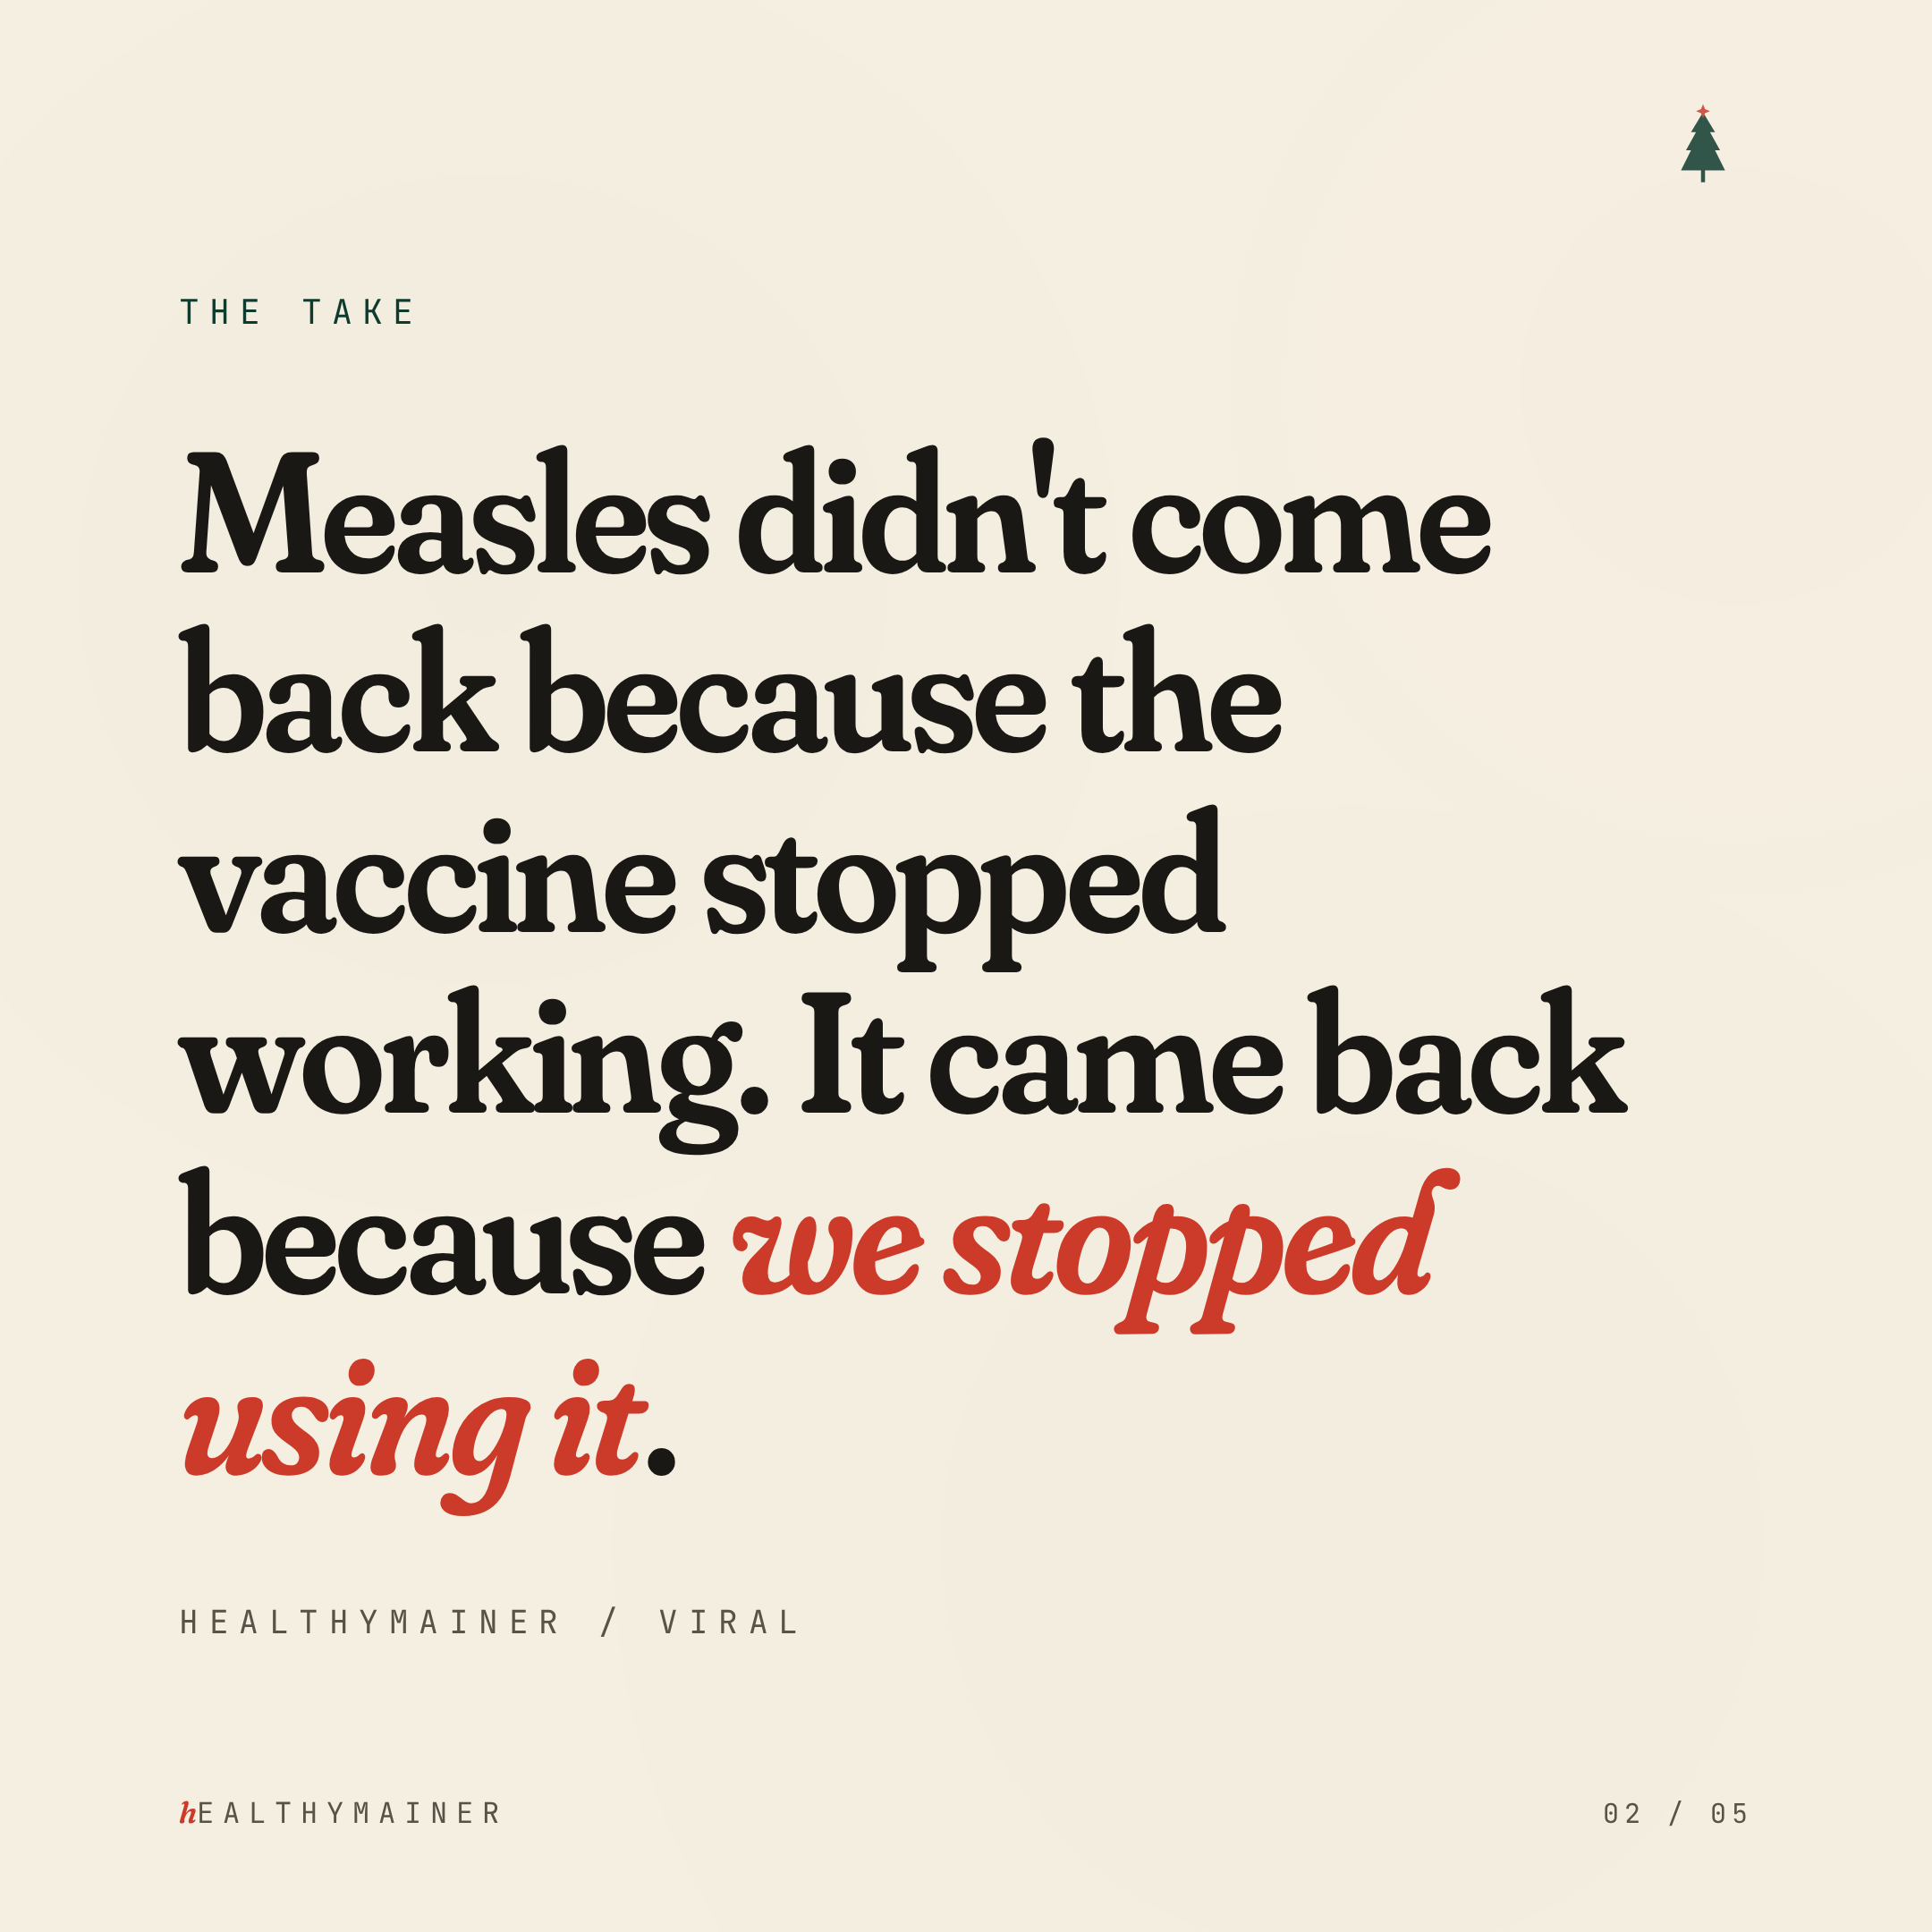 THE TAKE
Measles didn't come
back because the
vaccine stopped
working. It came back
because we stopped
using it.
HEALTHYMAINER / VIRAL
hEALTHYMAINER
02 / 05